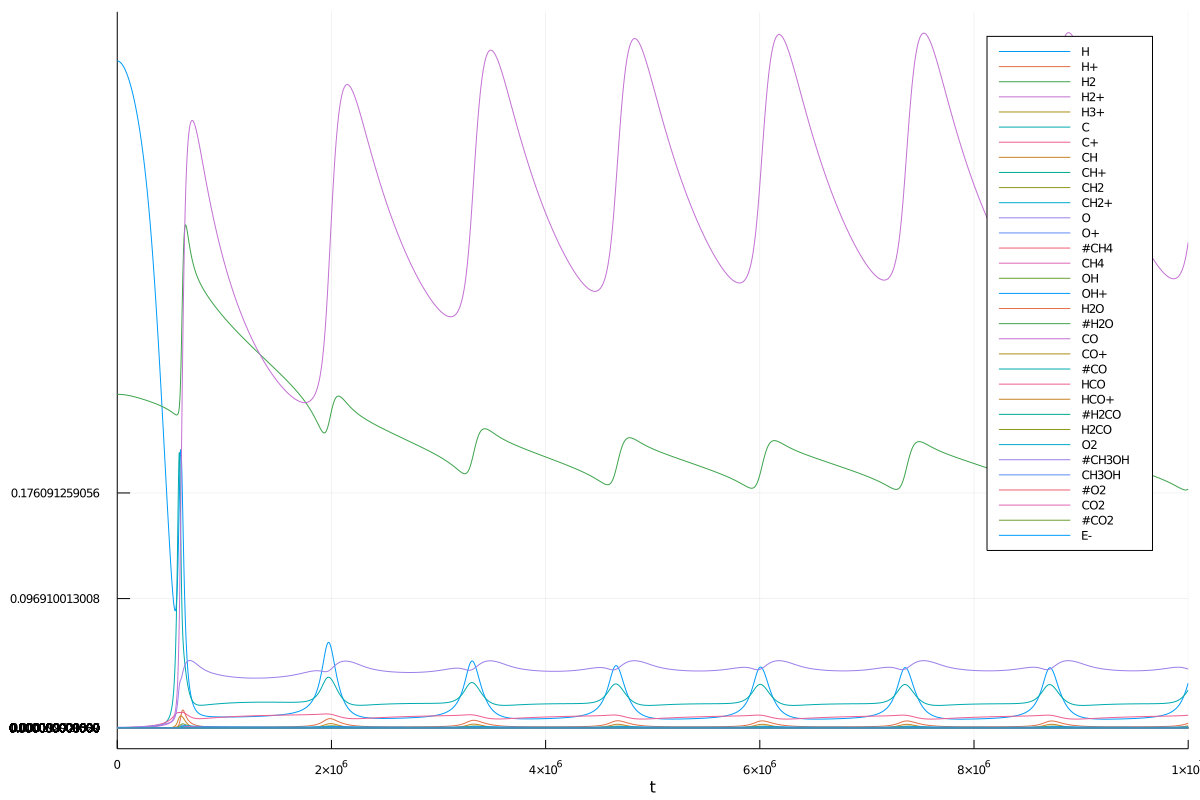 H
H+
H2
H2+
H3+
C
C+
CH
CH+
CH2
CH2+
O
O+
#CH4
CH4
OH
OH+
H2O
#H2O
CO
CO+
#CO
HCO
HCO+
#H2CO
H2CO
O2
#CH3OH
CH3OH
#O2
CO2
#CO2
E-
0.176091259056
0.096910013008
0 2×10⁶ 4×10⁶ 6×10⁶ 8×10⁶ 1×10
t